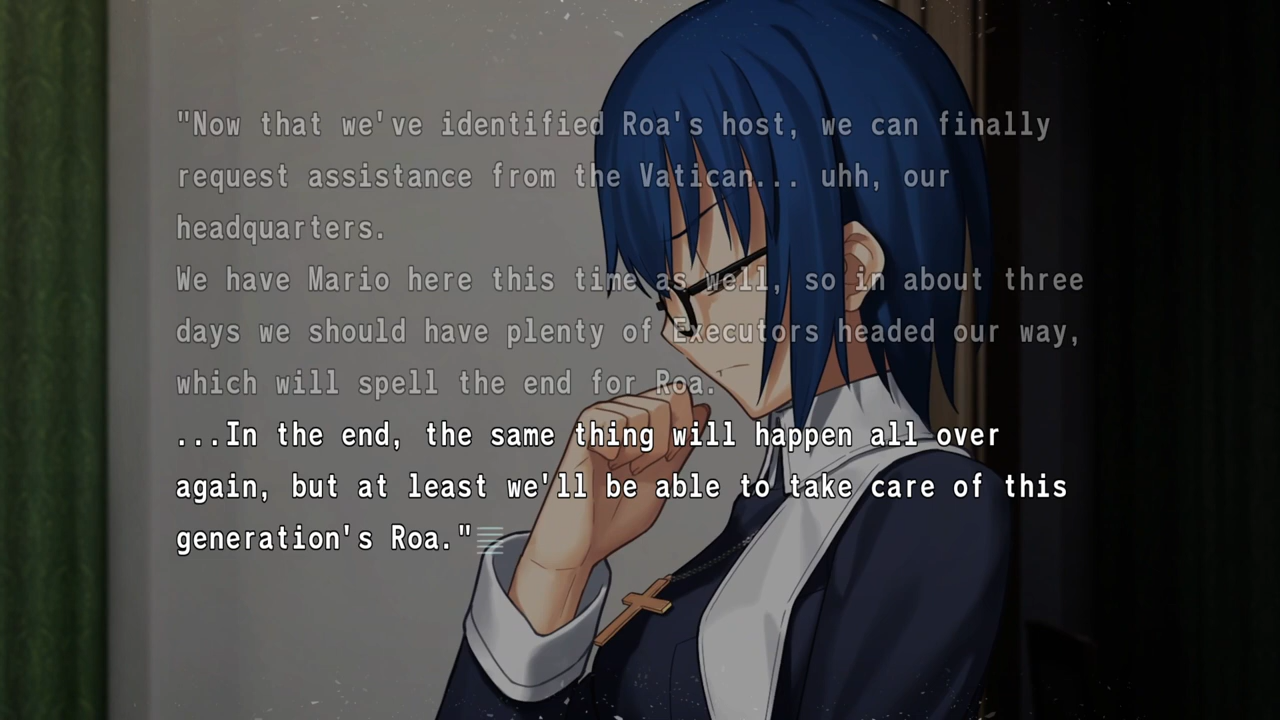 "Now that we've identified Roa's host, we can finally
request assistance from the Vatican... uhh, our
headquarters.
We have Mario here this time as well, so in about three
days we should have plenty of Executors headed our way,
which will spell the end for Roa.
...In the end, the same thing will happen all over
again, but at least we'll be able to take care of this
generation's Roa."